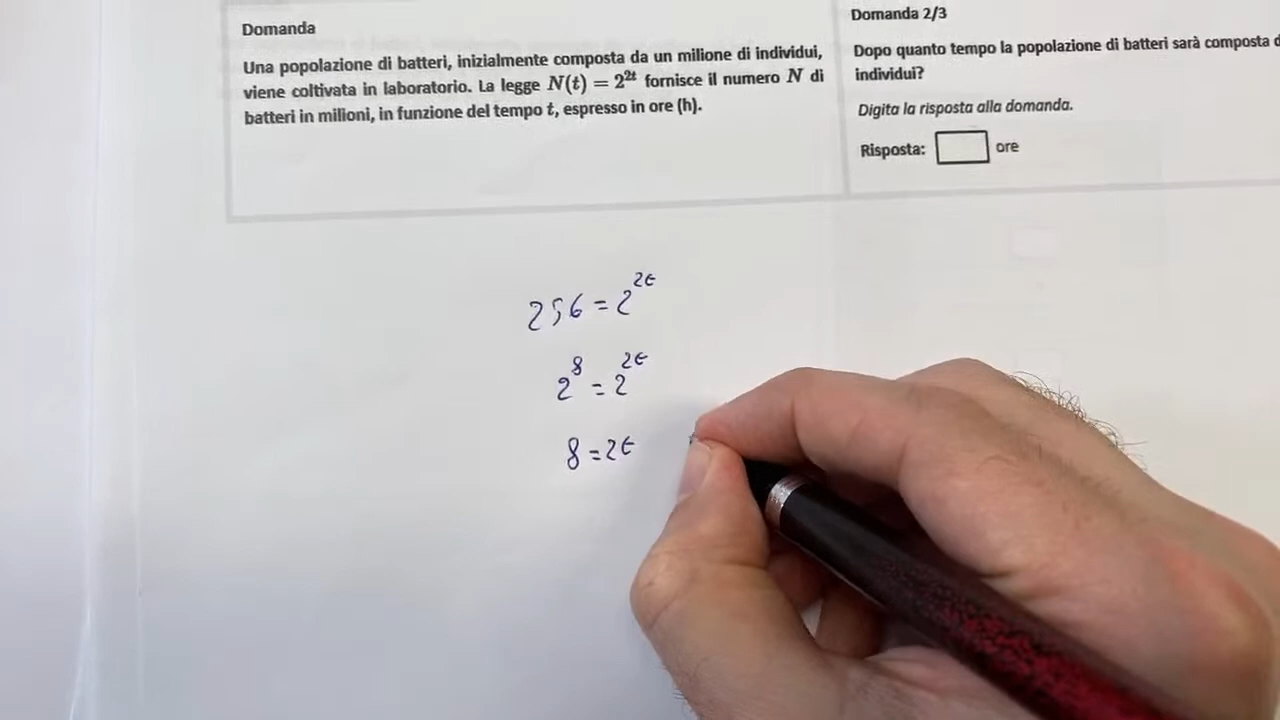 Domanda
Una popolazione di batteri, inizialmente composta da un milione di individui,
viene coltivata in laboratorio. La legge N(t) = 2^{2t} fornisce il numero N di
batteri in milioni, in funzione del tempo t, espresso in ore (h).
Domanda 2/3
Dopo quanto tempo la popolazione di batteri sarà composta
individui?
Digita la risposta alla domanda.
Risposta: ore
256 = 2^{2t}
2^8 = 2^{2t}
8 = 2t